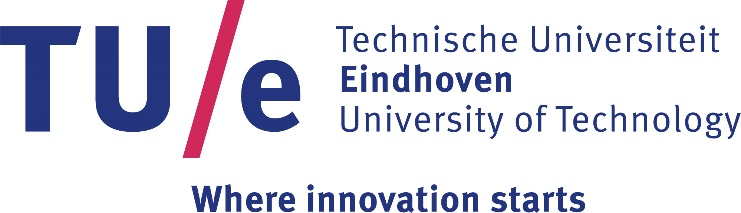 TU/e
Technische Universiteit
Eindhoven
University of Technology
Where innovation starts